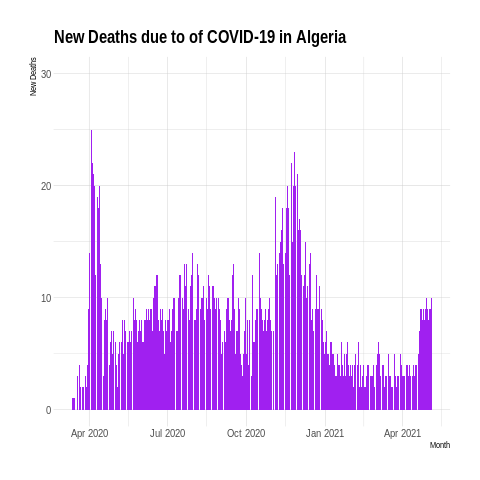 New Deaths due to of COVID-19 in Algeria
New Deaths
30
20
10
0
Apr 2020 Jul 2020 Oct 2020 Jan 2021 Apr 2021
Month